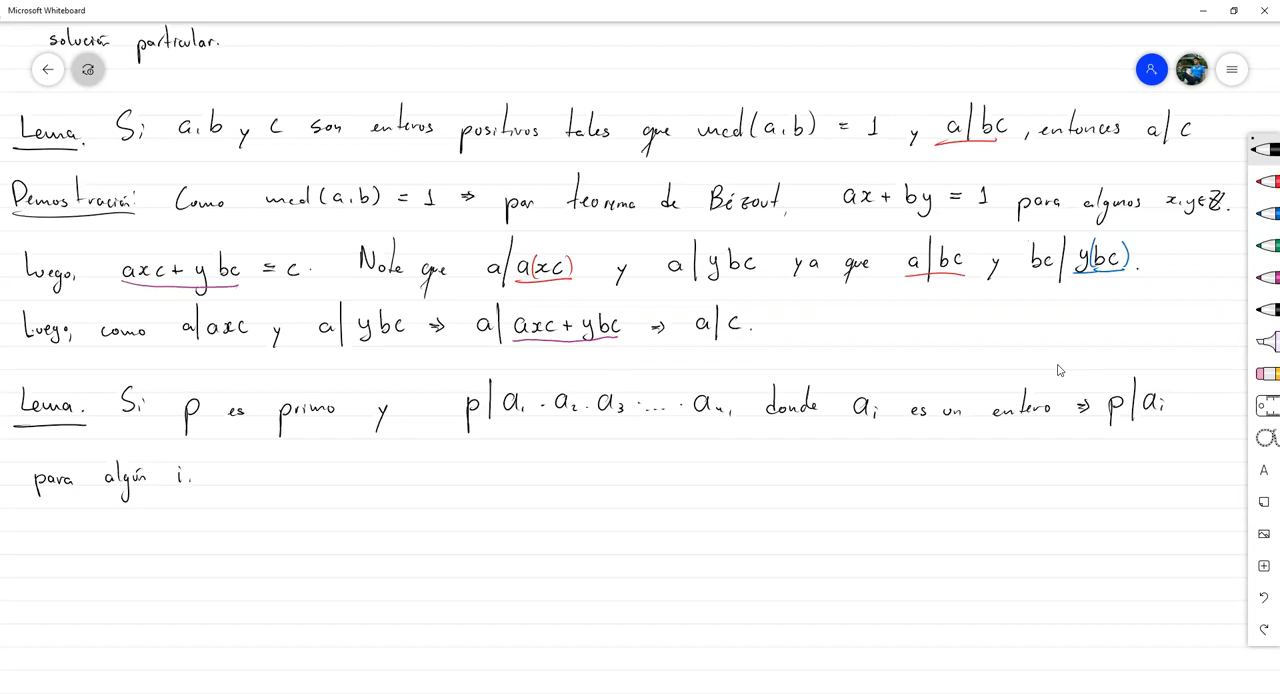 Microsoft Whiteboard
solución particular.
Lema. Si a, b y c son enteros positivos tales que mcd(a,b) = 1 y a|bc, entonces a|c
Demostración: Como mcd(a,b) = 1 ⇒ por teorema de Bézout, ax + by = 1 para algunos x,y∈ℤ.
Luego, axc + ybc = c. Note que a|a(xc) y a|ybc ya que a|bc y bc|y(bc).
Luego, como a|axc y a|ybc ⇒ a|axc + ybc ⇒ a|c.
Lema. Si p es primo y p|a₁ · a₂ · a₃ · .... · aₙ, donde aᵢ es un entero ⇒ p|aᵢ
para algún i.
A